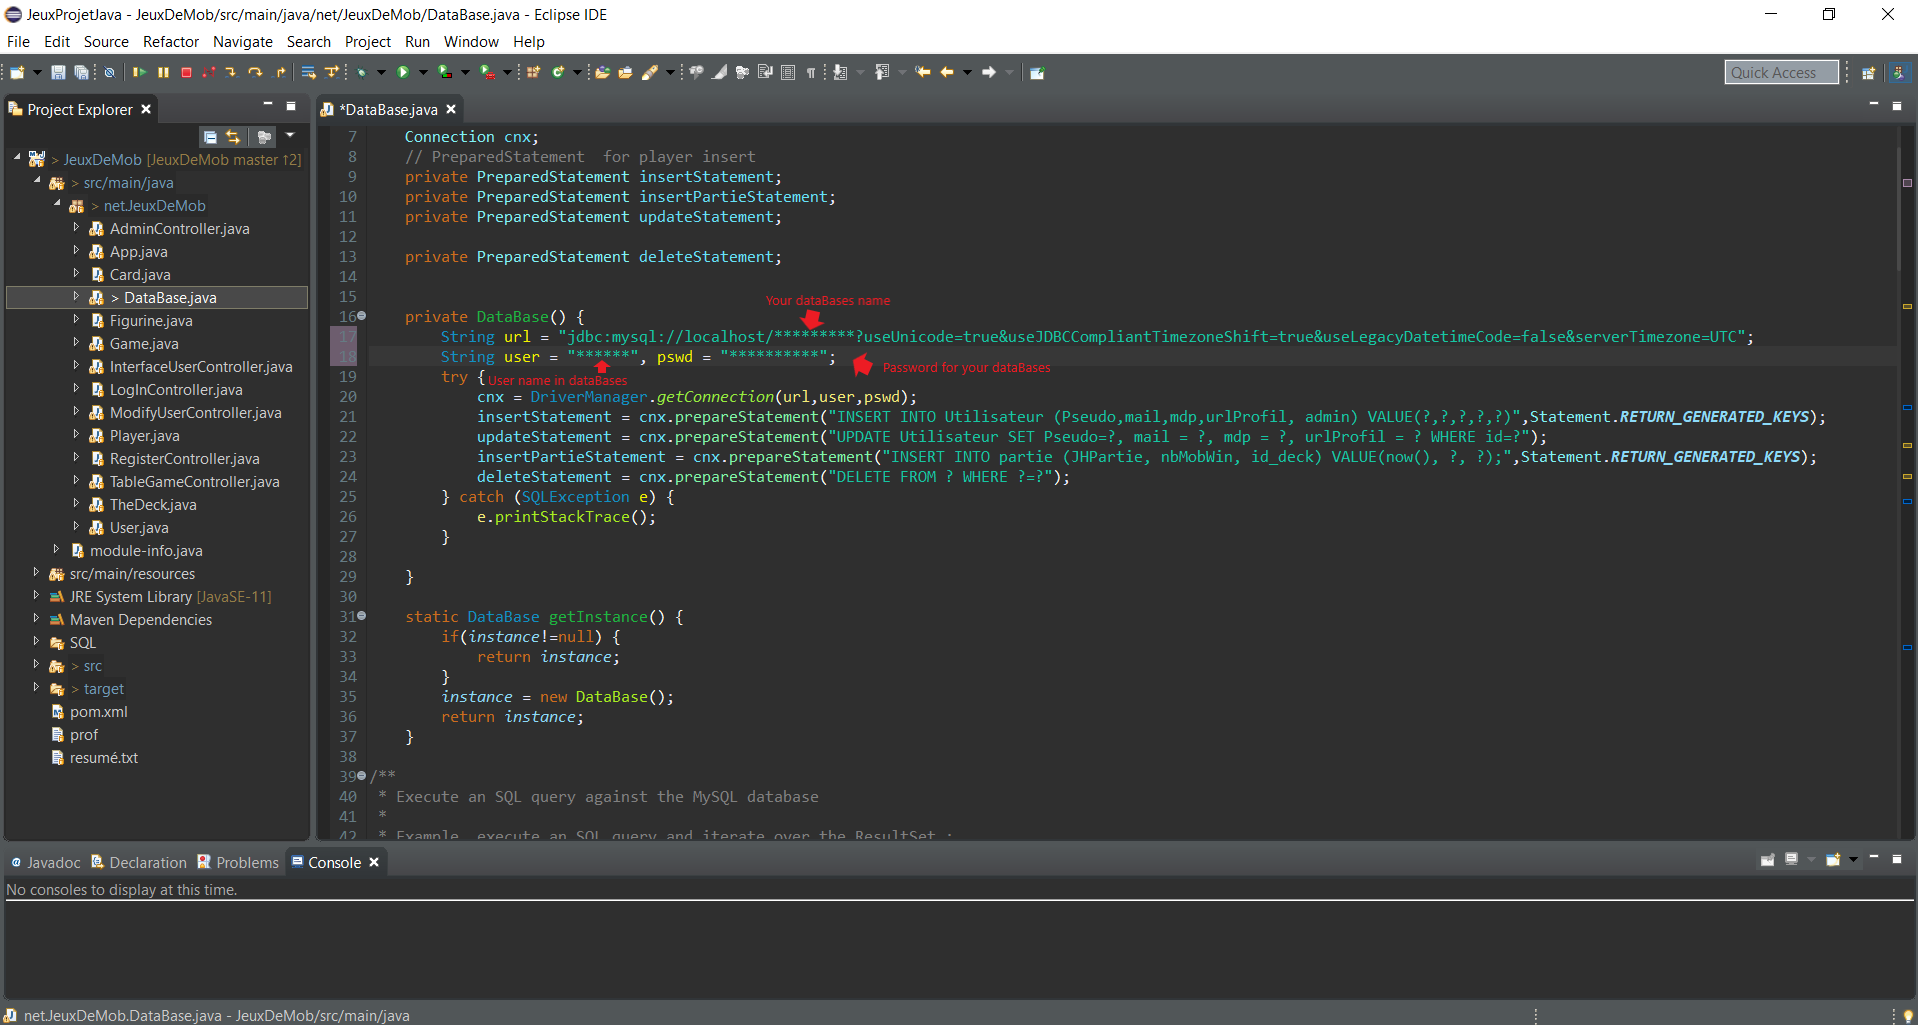 JeuxProjetJava - JeuxDeMob/src/main/java/net/JeuxDeMob/DataBase.java - Eclipse IDE
File Edit Source Refactor Navigate Search Project Run Window Help
Quick Access
Project Explorer
> JeuxDeMob [JeuxDeMob master ↑2]
> src/main/java
> net.JeuxDeMob
AdminController.java
App.java
Card.java
> DataBase.java
Figurine.java
Game.java
InterfaceUserController.java
LogInController.java
ModifyUserController.java
Player.java
RegisterController.java
TableGameController.java
TheDeck.java
User.java
module-info.java
src/main/resources
JRE System Library [JavaSE-11]
Maven Dependencies
SQL
> src
> target
pom.xml
prof
resumé.txt
*DataBase.java
7 Connection cnx;
8 // PreparedStatement  for player insert
9 private PreparedStatement insertStatement;
10 private PreparedStatement insertPartieStatement;
11 private PreparedStatement updateStatement;
12
13 private PreparedStatement deleteStatement;
14
15
Your dataBases name
16 private DataBase() {
17 String url = "jdbc:mysql://localhost/*********?useUnicode=true&useJDBCCompliantTimezoneShift=true&useLegacyDatetimeCode=false&serverTimezone=UTC";
18 String user = "******", pswd = "**********";
Password for your dataBases
19 try {
User name in dataBases
20 cnx = DriverManager.getConnection(url,user,pswd);
21 insertStatement = cnx.prepareStatement("INSERT INTO Utilisateur (Pseudo,mail,mdp,urlProfil, admin) VALUE(?,?,?,?,?)",Statement.RETURN_GENERATED_KEYS);
22 updateStatement = cnx.prepareStatement("UPDATE Utilisateur SET Pseudo=?, mail = ?, mdp = ?, urlProfil = ? WHERE id=?");
23 insertPartieStatement = cnx.prepareStatement("INSERT INTO partie (JHPartie, nbMobWin, id_deck) VALUE(now(), ?, ?);",Statement.RETURN_GENERATED_KEYS);
24 deleteStatement = cnx.prepareStatement("DELETE FROM ? WHERE ?=?");
25 } catch (SQLException e) {
26 e.printStackTrace();
27 }
28
29 }
30
31 static DataBase getInstance() {
32 if(instance!=null) {
33 return instance;
34 }
35 instance = new DataBase();
36 return instance;
37 }
38
39 /**
40 * Execute an SQL query against the MySQL database
41 *
42 * Example, execute an SQL query and iterate over the ResultSet :
@ Javadoc Declaration Problems Console
No consoles to display at this time.
net.JeuxDeMob.DataBase.java - JeuxDeMob/src/main/java